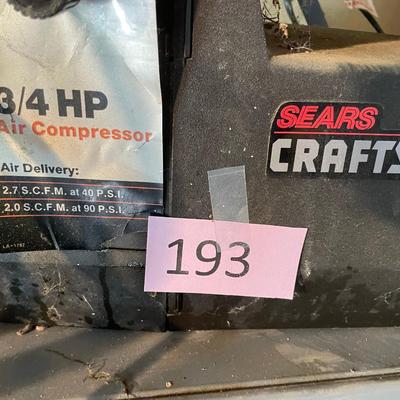 3/4 HP
Air Compressor
Air Delivery:
2.7 S.C.F.M. at 40 P.S.I.
2.0 S.C.F.M. at 90 P.S.I.
SEARS
CRAFTS
193